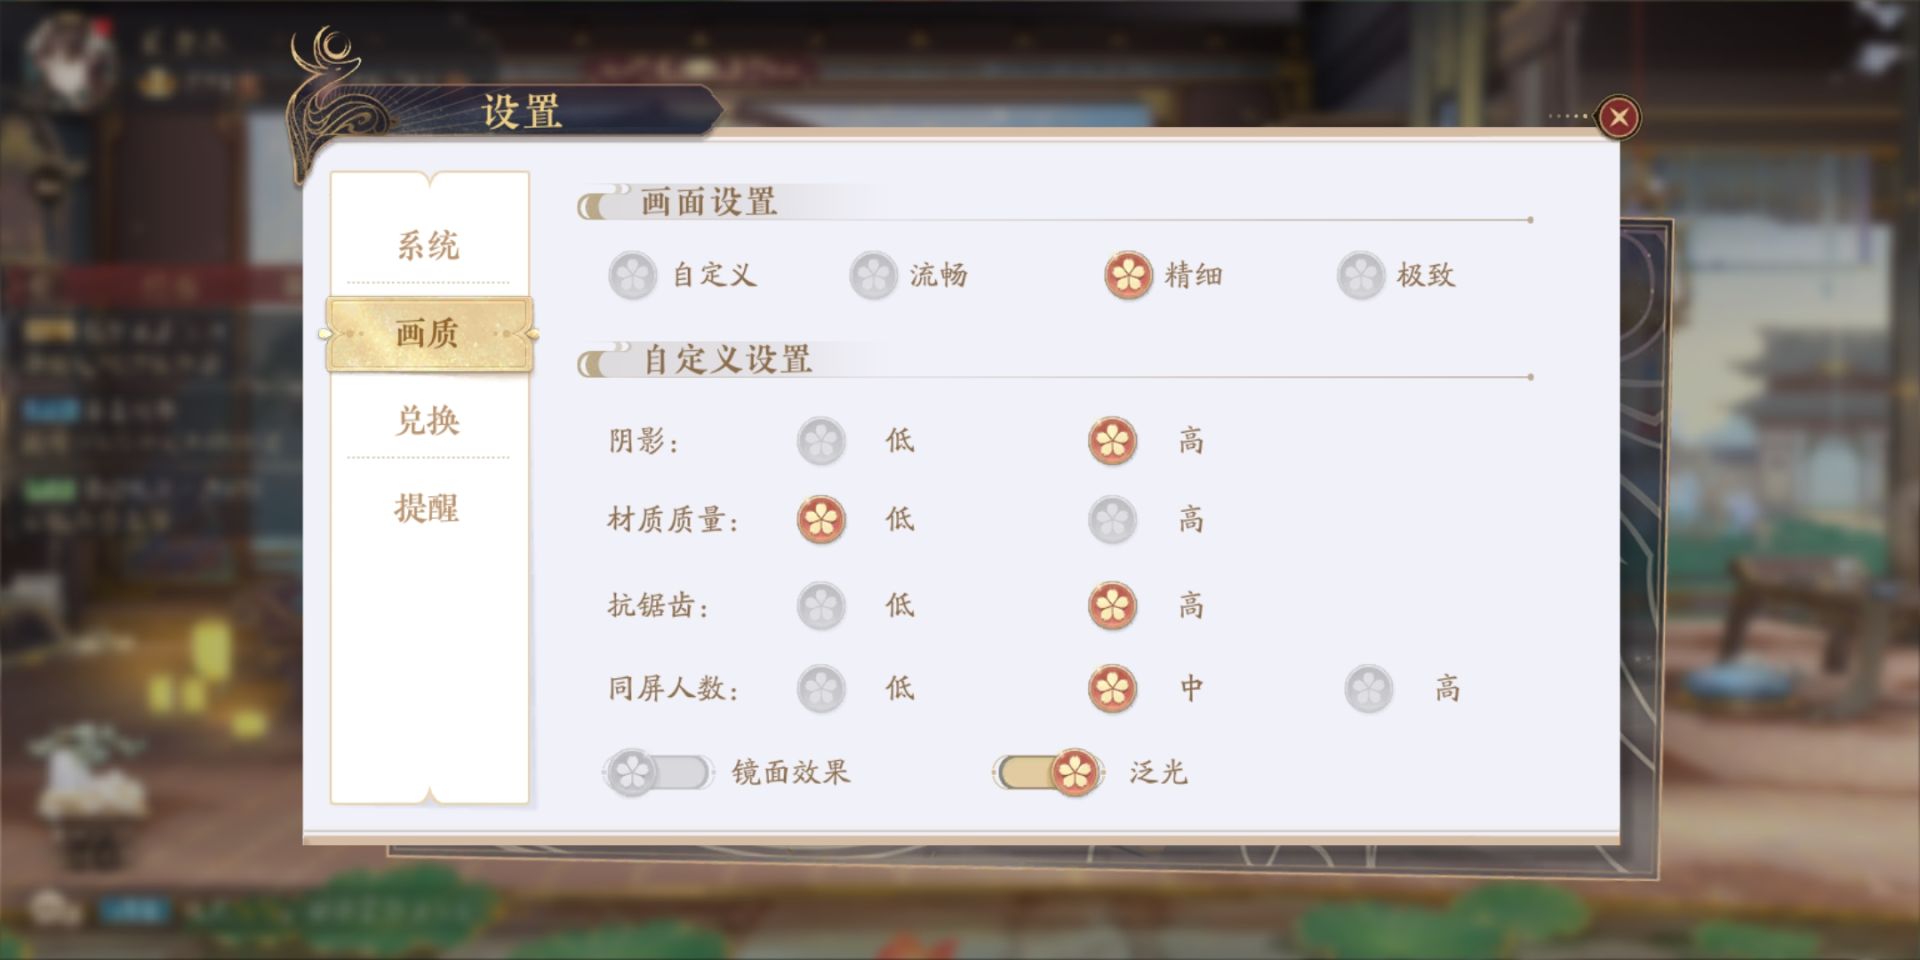 设置
系统
画质
兑换
提醒
画面设置
自定义 流畅 精细 极致
自定义设置
阴影： 低 高
材质质量： 低 高
抗锯齿： 低 高
同屏人数： 低 中 高
镜面效果 泛光